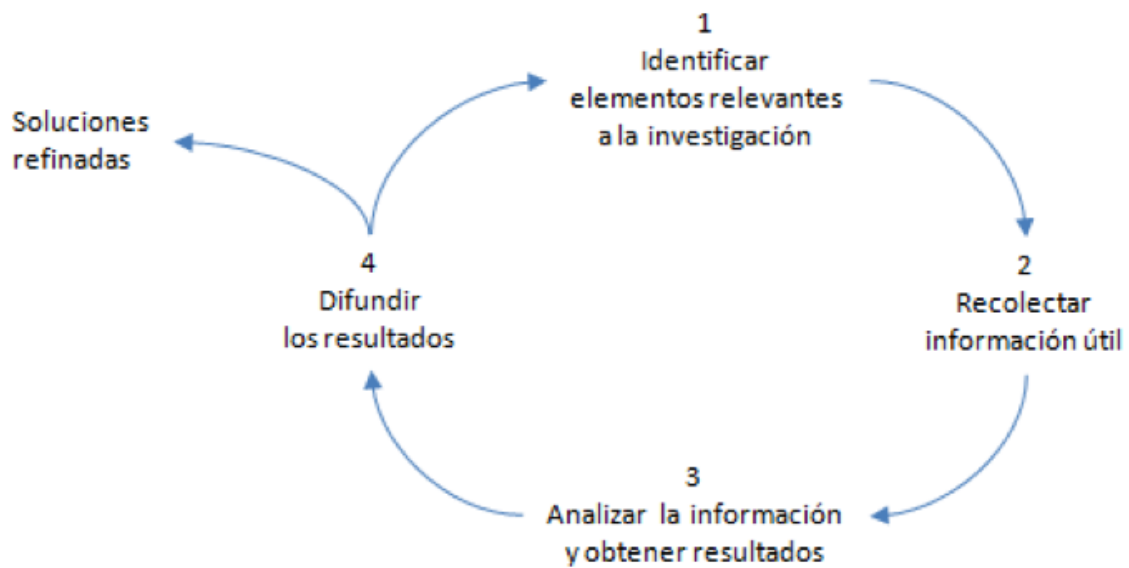 1
Identificar
elementos relevantes
a la investigación
Soluciones
refinadas
4
Difundir
los resultados
2
Recolectar
información útil
3
Analizar la información
y obtener resultados